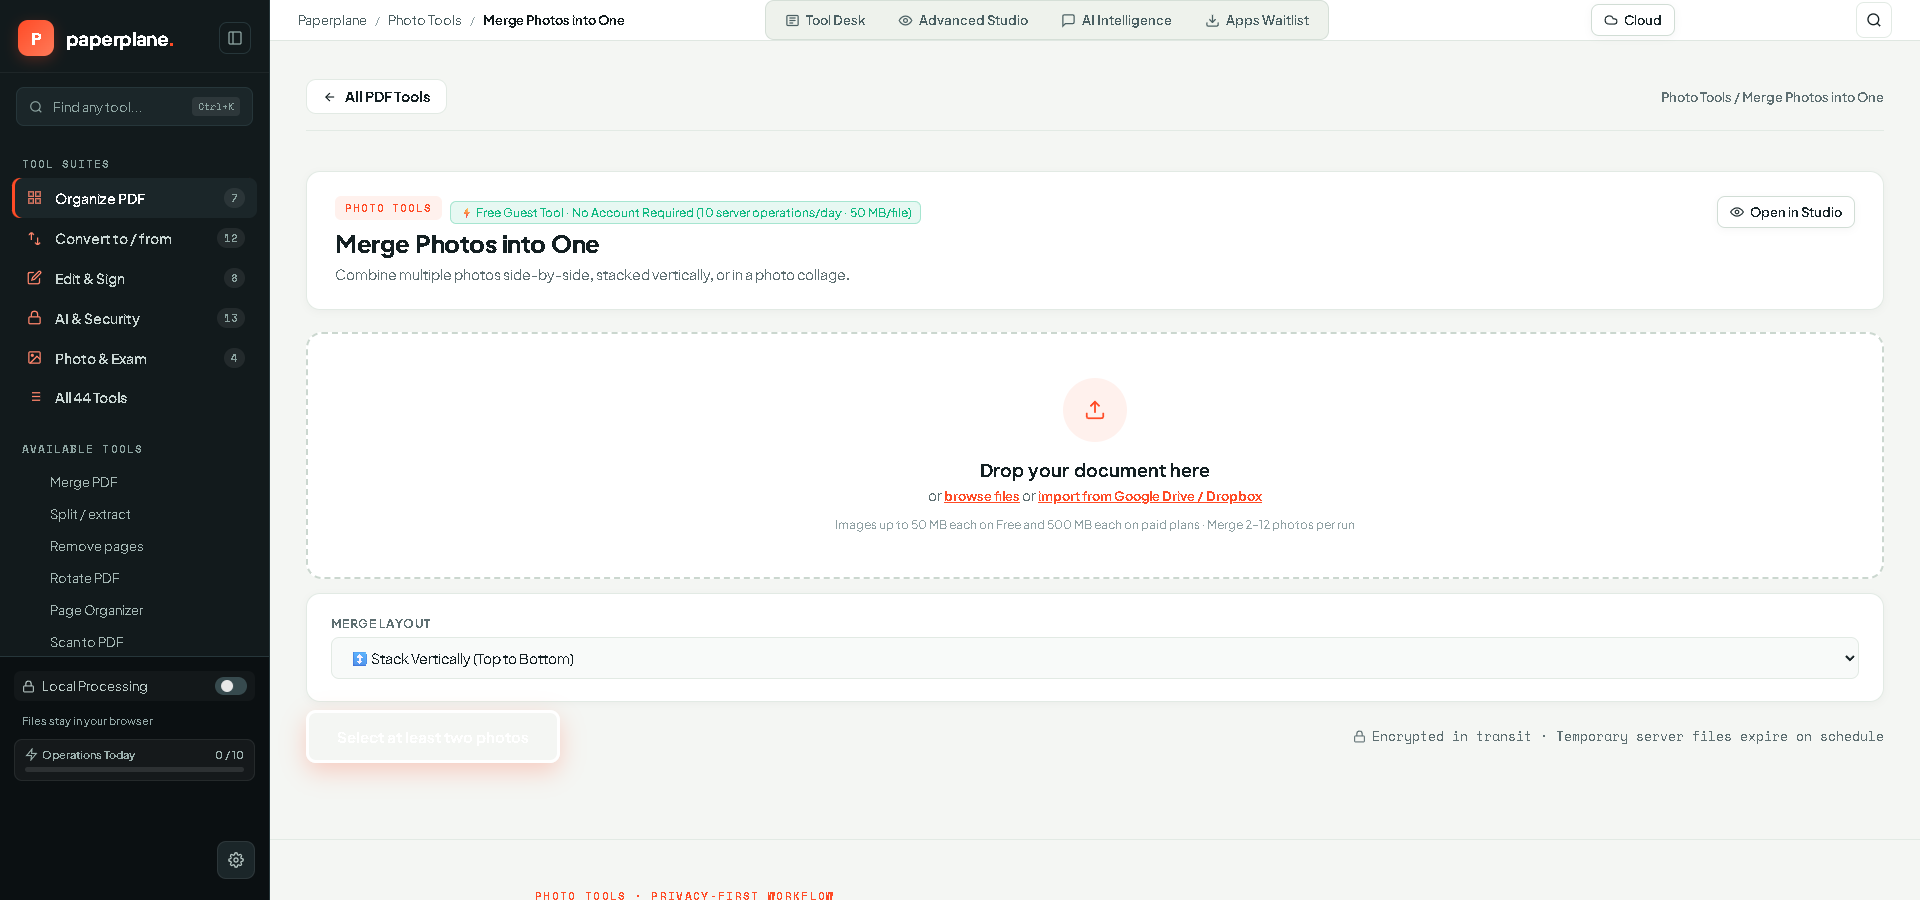 P paperplane.
Find any tool... Ctrl+K
TOOL SUITES
Organize PDF 7
Convert to / from 12
Edit & Sign 8
AI & Security 13
Photo & Exam 4
All 44 Tools
AVAILABLE TOOLS
Merge PDF
Split / extract
Remove pages
Rotate PDF
Page Organizer
Scan to PDF
Local Processing
Files stay in your browser
Operations Today 0 / 10
Paperplane / Photo Tools / Merge Photos into One
Tool Desk Advanced Studio AI Intelligence Apps Waitlist
Cloud
← All PDF Tools
Photo Tools / Merge Photos into One
PHOTO TOOLS
Free Guest Tool · No Account Required (10 server operations/day · 50 MB/file)
Open in Studio
Merge Photos into One
Combine multiple photos side-by-side, stacked vertically, or in a photo collage.
Drop your document here
or browse files or import from Google Drive / Dropbox
Images up to 50 MB each on Free and 500 MB each on paid plans · Merge 2–12 photos per run
MERGE LAYOUT
↕️ Stack Vertically (Top to Bottom)
Select at least two photos
Encrypted in transit · Temporary server files expire on schedule
PHOTO TOOLS · PRIVACY-FIRST WORKFLOW